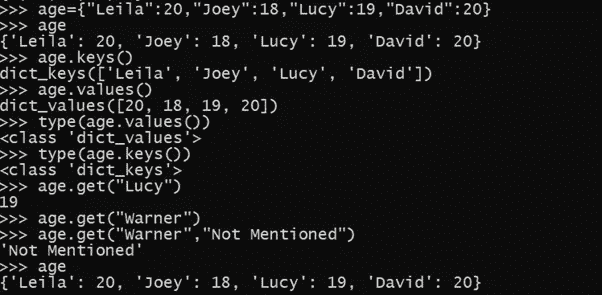 >>> age={"Leila":20,"Joey":18,"Lucy":19,"David":20}
>>> age
{'Leila': 20, 'Joey': 18, 'Lucy': 19, 'David': 20}
>>> age.keys()
dict_keys(['Leila', 'Joey', 'Lucy', 'David'])
>>> age.values()
dict_values([20, 18, 19, 20])
>>> type(age.values())
<class 'dict_values'>
>>> type(age.keys())
<class 'dict_keys'>
>>> age.get("Lucy")
19
>>> age.get("Warner")
>>> age.get("Warner","Not Mentioned")
'Not Mentioned'
>>> age
{'Leila': 20, 'Joey': 18, 'Lucy': 19, 'David': 20}